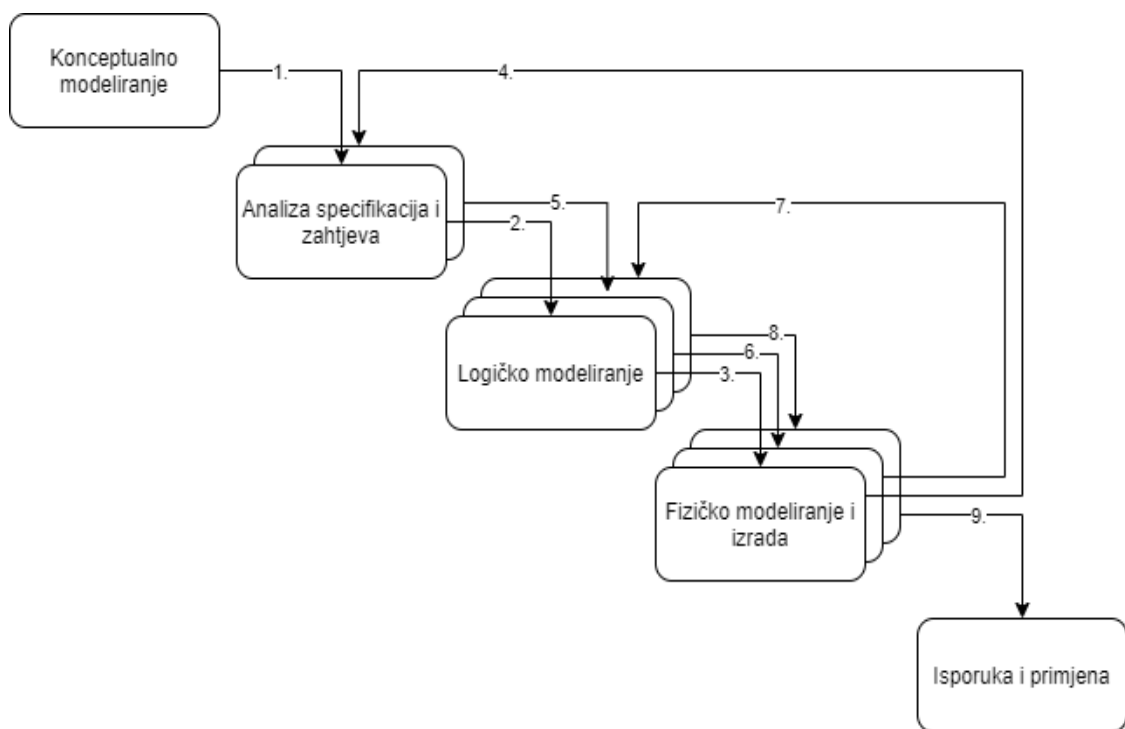 Konceptualno
modeliranje
1.
4.
Analiza specifikacija i
zahtjeva
5.
2.
7.
Logičko modeliranje
8.
6.
3.
Fizičko modeliranje i
izrada
9.
Isporuka i primjena